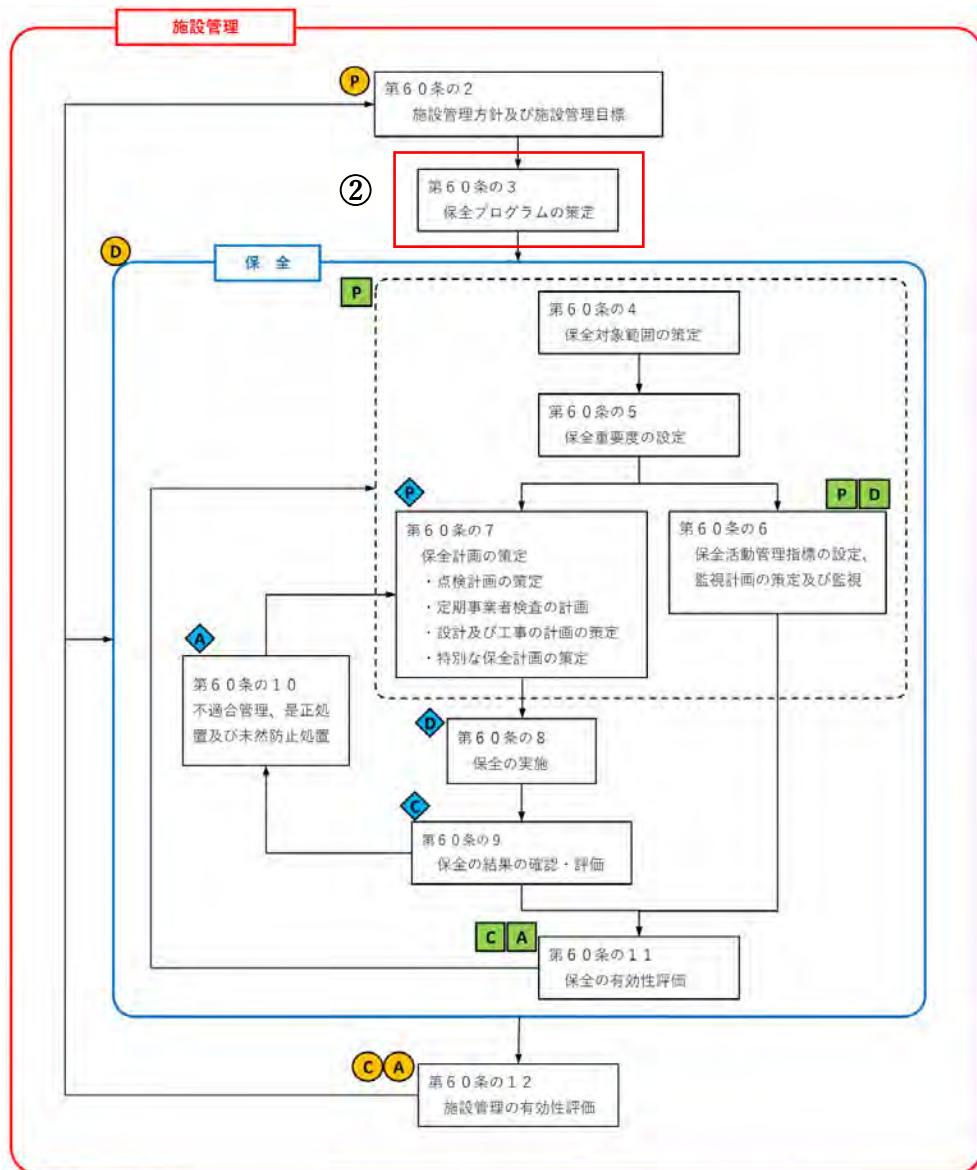 施設管理
P
第60条の2
施設管理方針及び施設管理目標
②
第60条の3
保全プログラムの策定
D
保 全
P
第60条の4
保全対象範囲の策定
第60条の5
保全重要度の設定
P
第60条の7
保全計画の策定
・点検計画の策定
・定期事業者検査の計画
・設計及び工事の計画の策定
・特別な保全計画の策定
P D
第60条の6
保全活動管理指標の設定、
監視計画の策定及び監視
A
第60条の10
不適合管理、是正処
置及び未然防止処置
D
第60条の8
保全の実施
C
第60条の9
保全の結果の確認・評価
C A
第60条の11
保全の有効性評価
C A
第60条の12
施設管理の有効性評価